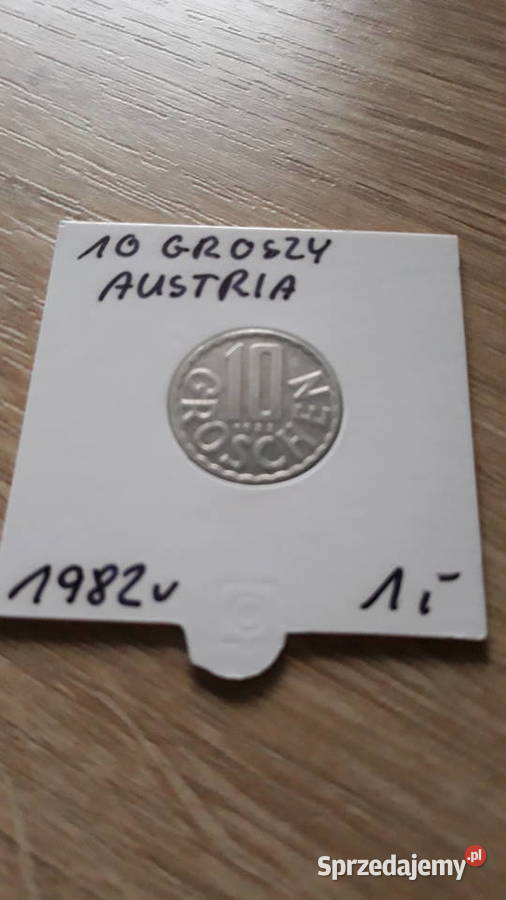 10 GROSZY
AUSTRIA
10
GROSCHEN
1982r
1,-
Sprzedajemy.pl